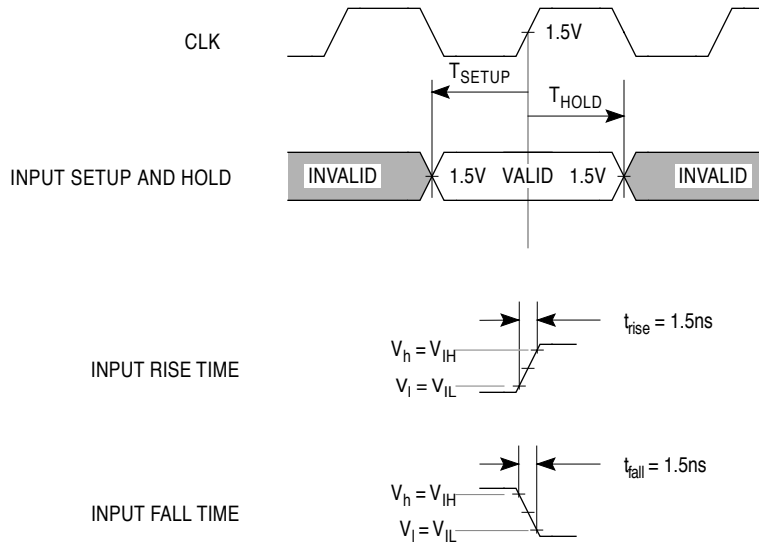 CLK
1.5V
T_SETUP
T_HOLD
INPUT SETUP AND HOLD
INVALID
1.5V
VALID
1.5V
INVALID
t_rise = 1.5ns
V_h = V_IH
INPUT RISE TIME
V_l = V_IL
t_fall = 1.5ns
V_h = V_IH
INPUT FALL TIME
V_l = V_IL